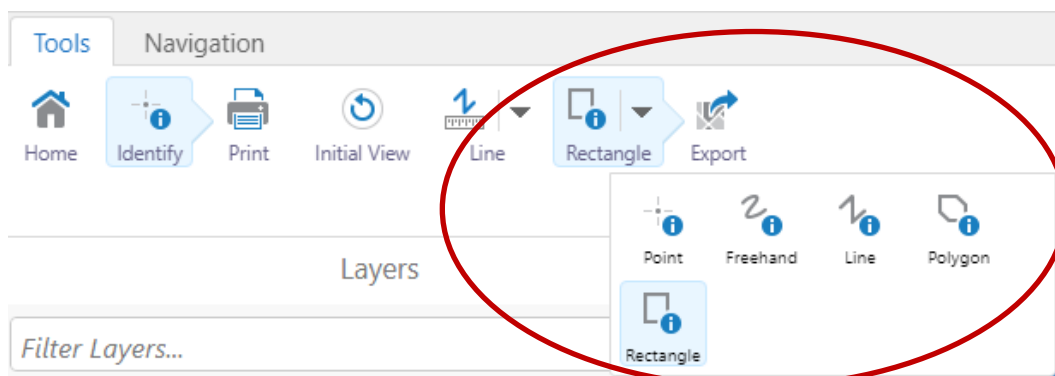 Tools Navigation
Home Identify Print Initial View Line Rectangle Export
Point Freehand Line Polygon
Layers
Rectangle
Filter Layers...